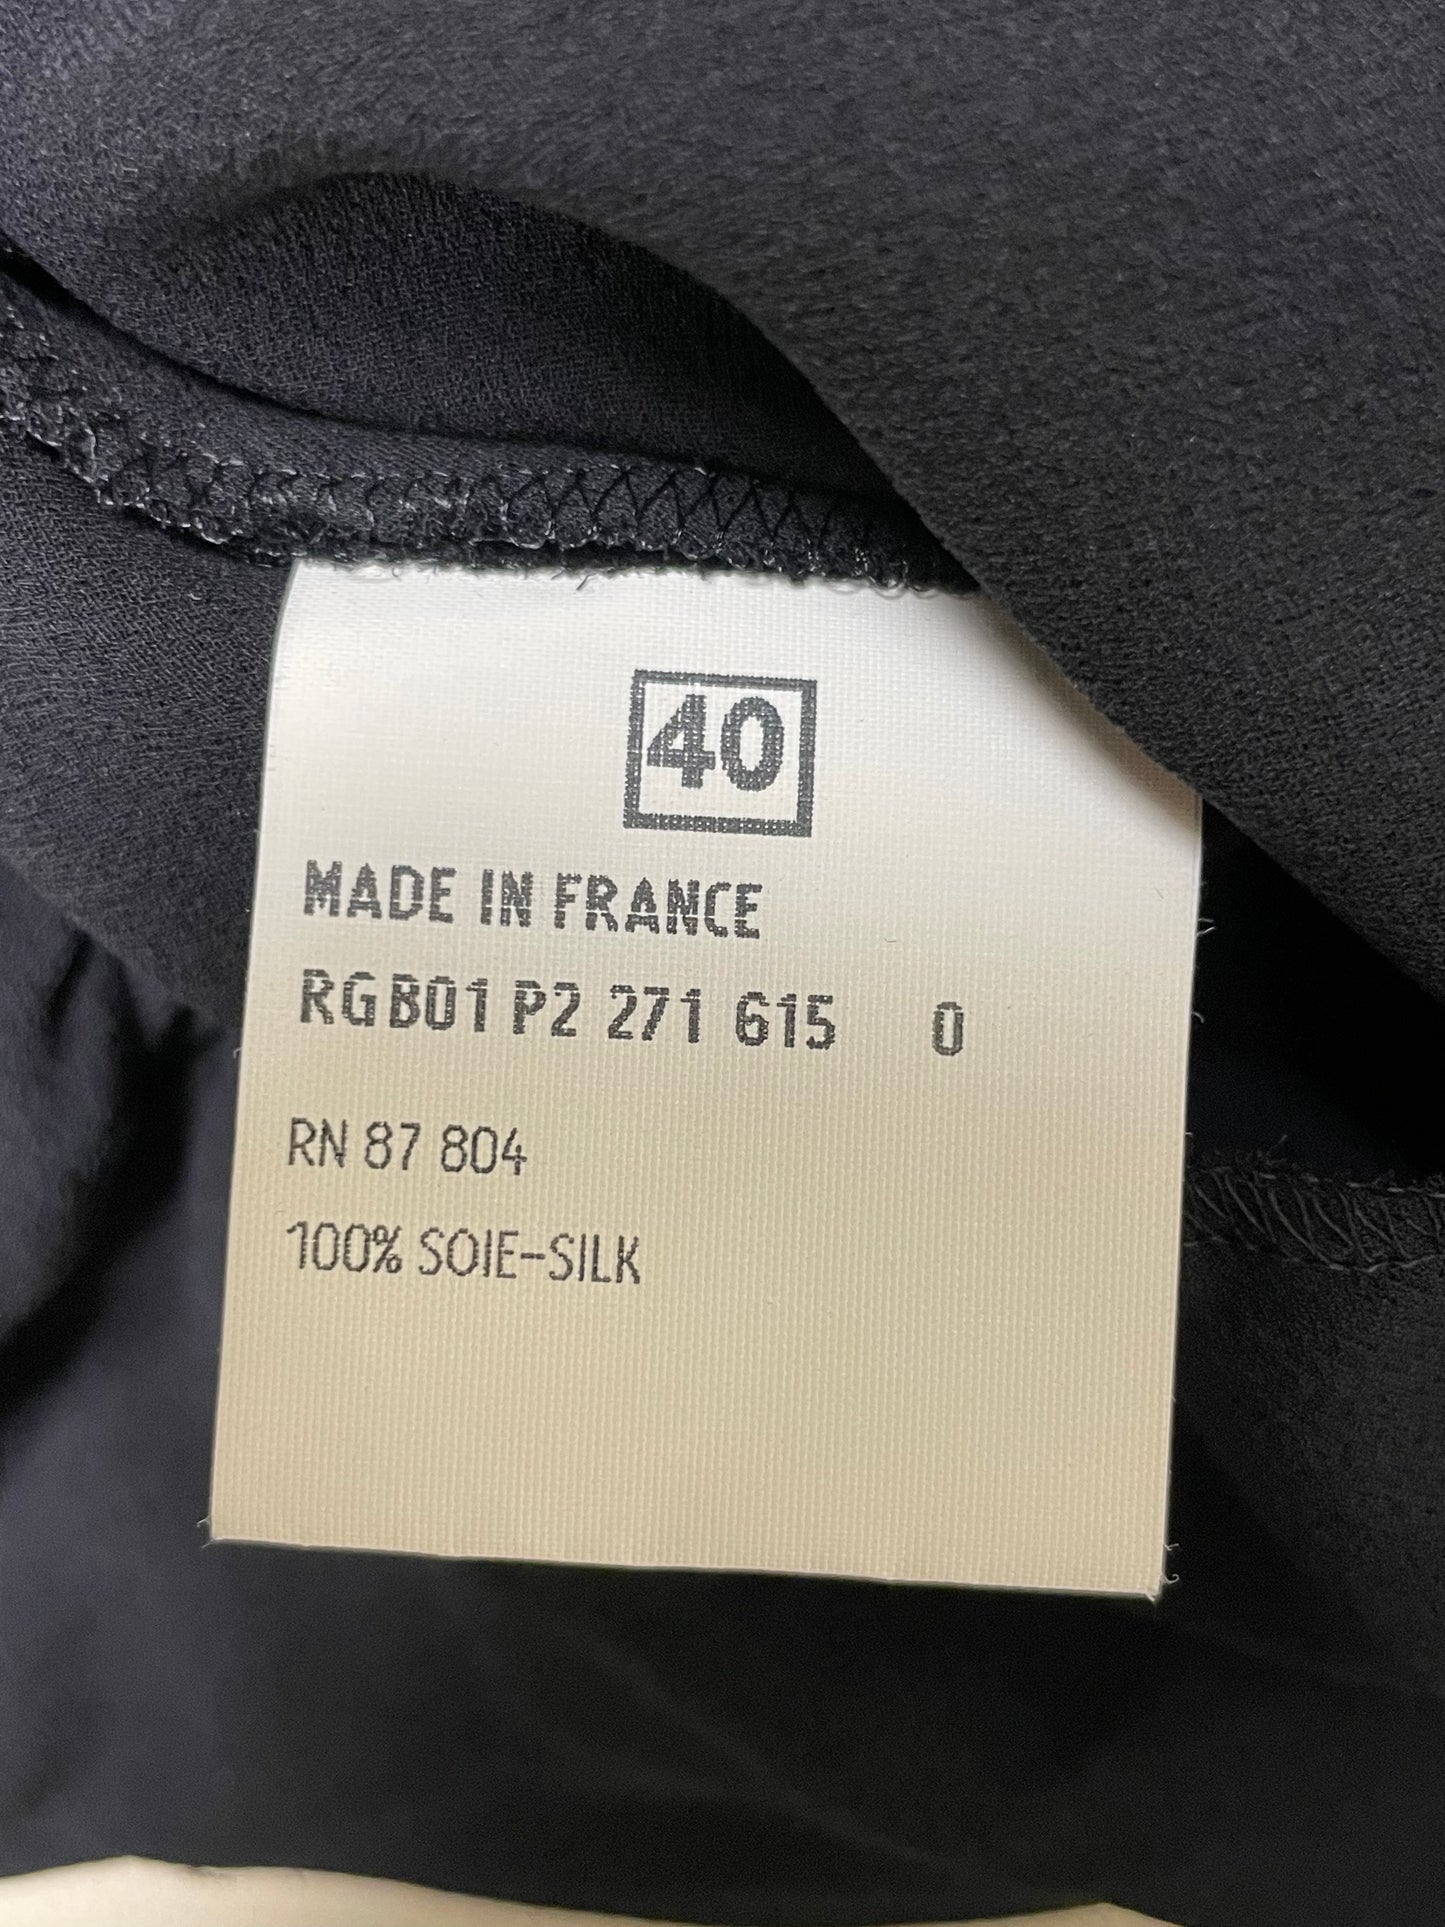 40
MADE IN FRANCE
RGB01 P2 271 615 0
RN 87 804
100% SOIE-SILK